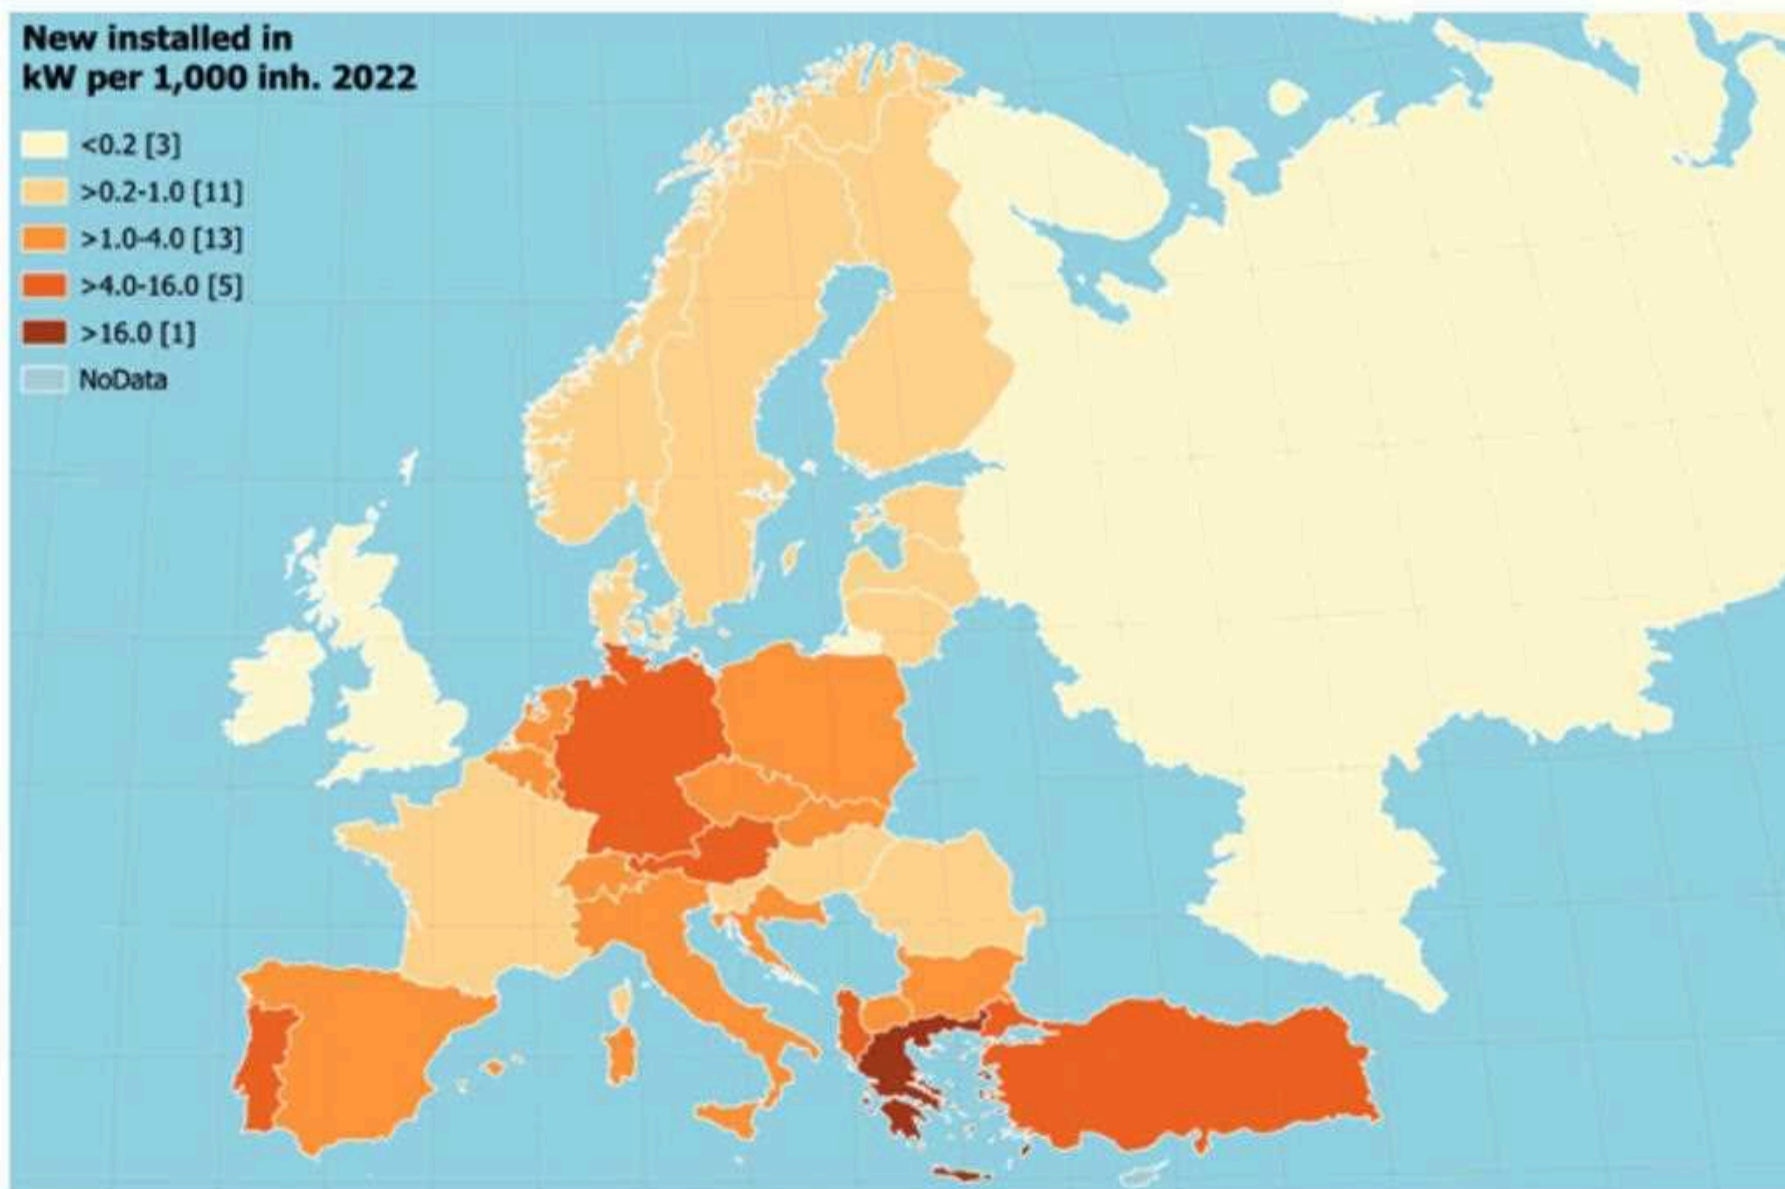 New installed in
kW per 1,000 inh. 2022
<0.2 [3]
>0.2-1.0 [11]
>1.0-4.0 [13]
>4.0-16.0 [5]
>16.0 [1]
NoData